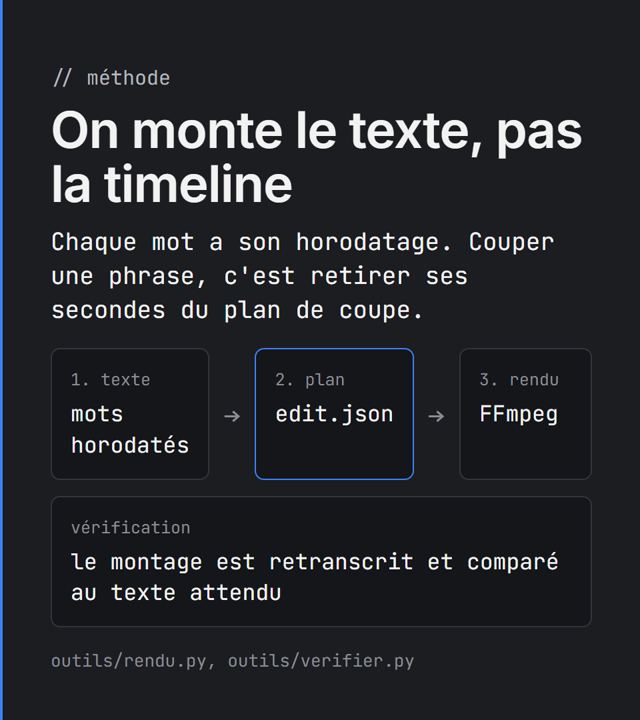 // méthode
On monte le texte, pas
la timeline
Chaque mot a son horodatage. Couper
une phrase, c'est retirer ses
secondes du plan de coupe.
1. texte
mots
horodatés
→
2. plan
edit.json
→
3. rendu
FFmpeg
vérification
le montage est retranscrit et comparé
au texte attendu
outils/rendu.py, outils/verifier.py